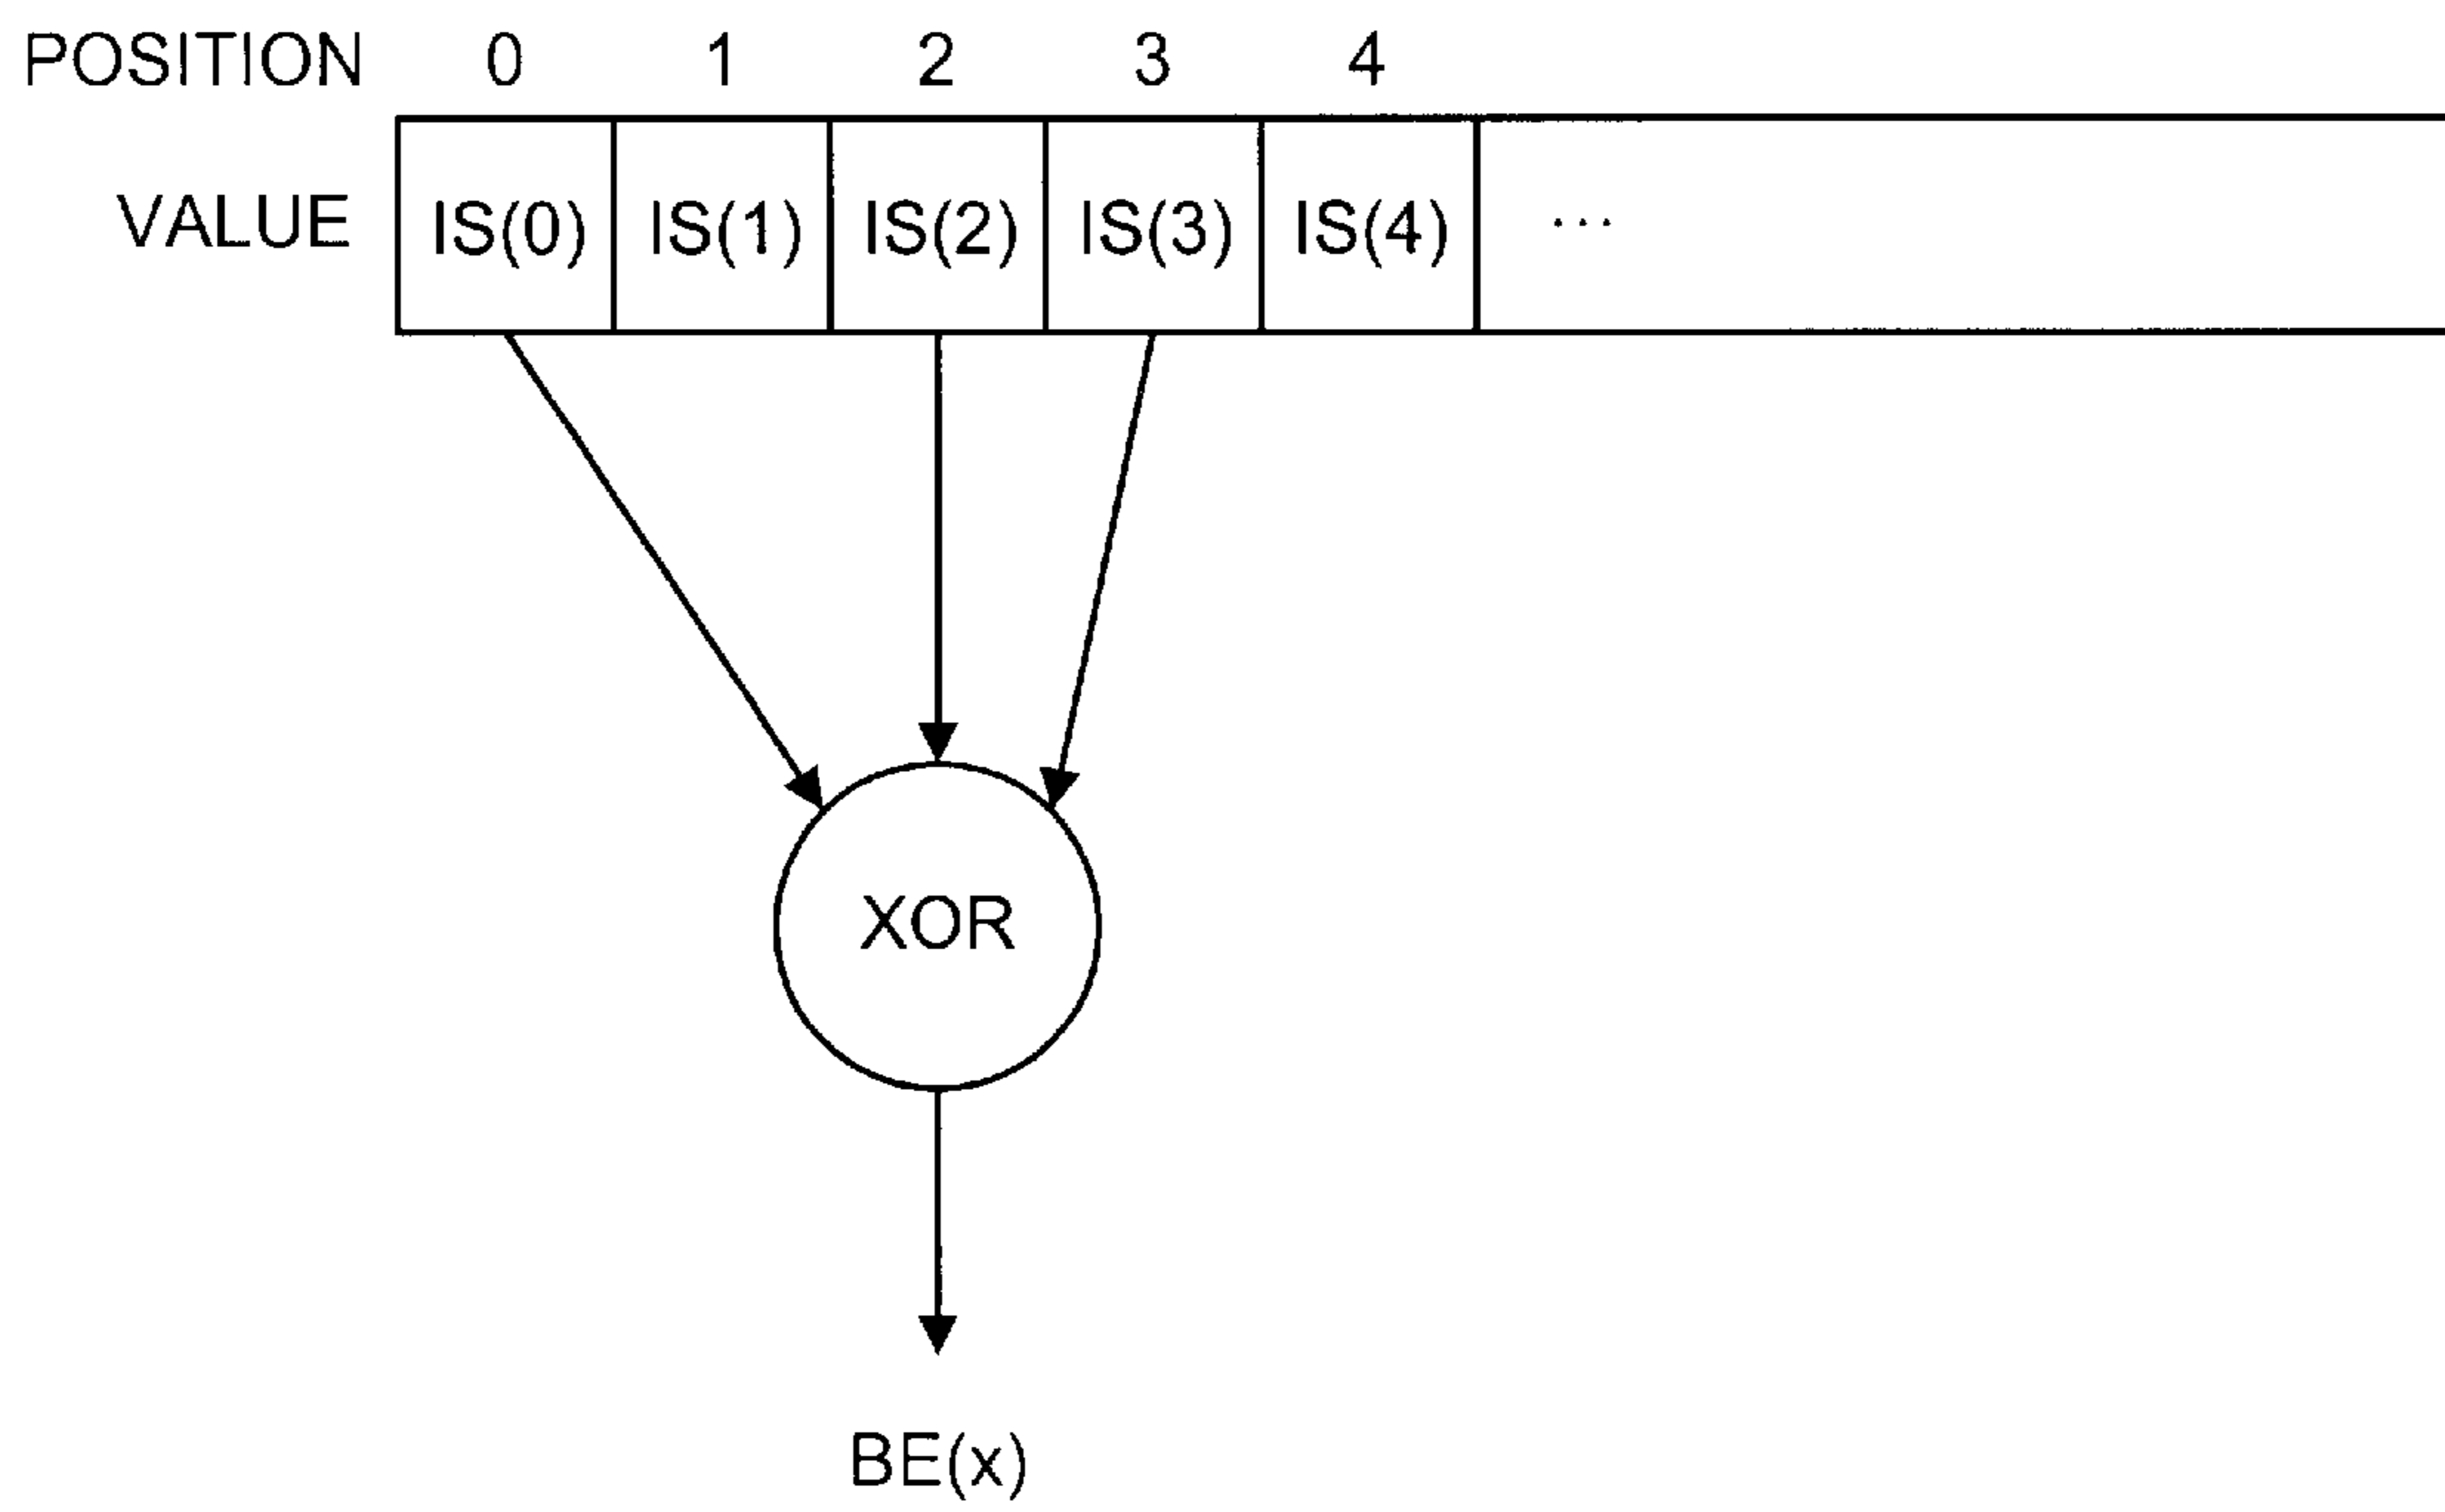 POSITION 0 1 2 3 4
VALUE IS(0) IS(1) IS(2) IS(3) IS(4) ...
XOR
BE(x)